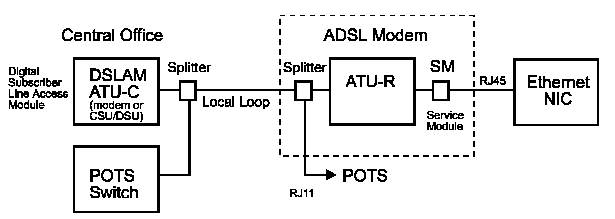 Central Office
ADSL Modem
Digital
Subscriber
Line Access
Module
DSLAM
ATU-C
(modem or
CSU/DSU)
Splitter
Local Loop
Splitter
ATU-R
SM
Service
Module
RJ45
Ethernet
NIC
POTS
Switch
RJ11
POTS